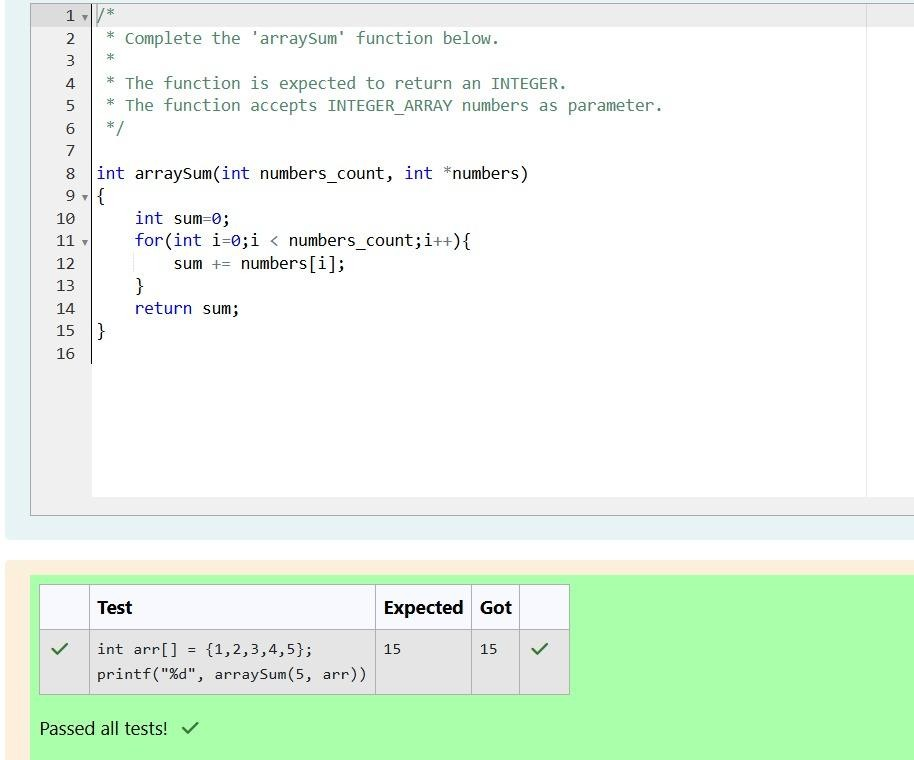 1 /*
2  * Complete the 'arraySum' function below.
3  *
4  * The function is expected to return an INTEGER.
5  * The function accepts INTEGER_ARRAY numbers as parameter.
6  */
7
8 int arraySum(int numbers_count, int *numbers)
9 {
10     int sum=0;
11     for(int i=0;i < numbers_count;i++){
12         sum += numbers[i];
13     }
14     return sum;
15 }
16
Test Expected Got
int arr[] = {1,2,3,4,5}; 15 15
printf("%d", arraySum(5, arr))
Passed all tests! ✓